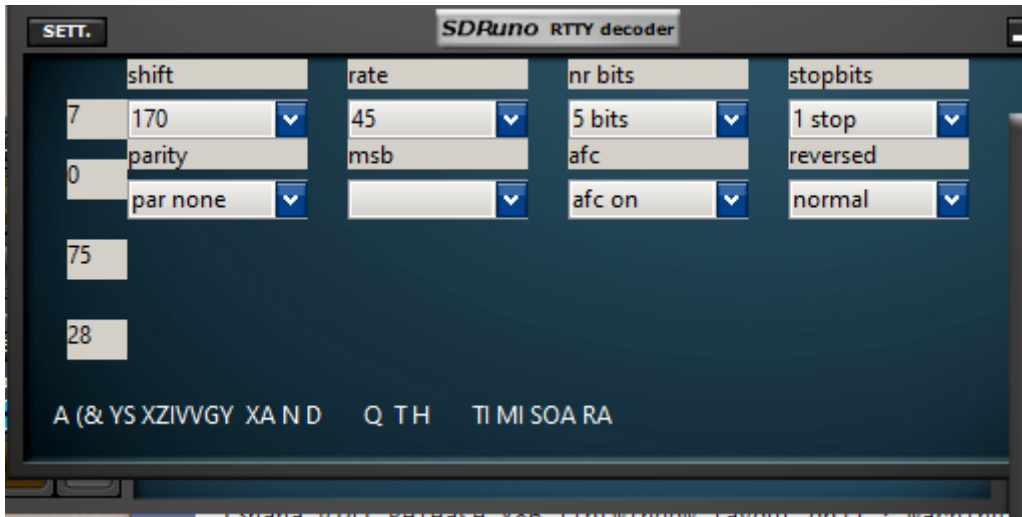 SETT. SDRuno RTTY decoder
shift rate nr bits stopbits
7 170 45 5 bits 1 stop
parity msb afc reversed
0
par none afc on normal
75
28
A (& YS XZIVVGY XA N D Q T H TI MI SOA RA